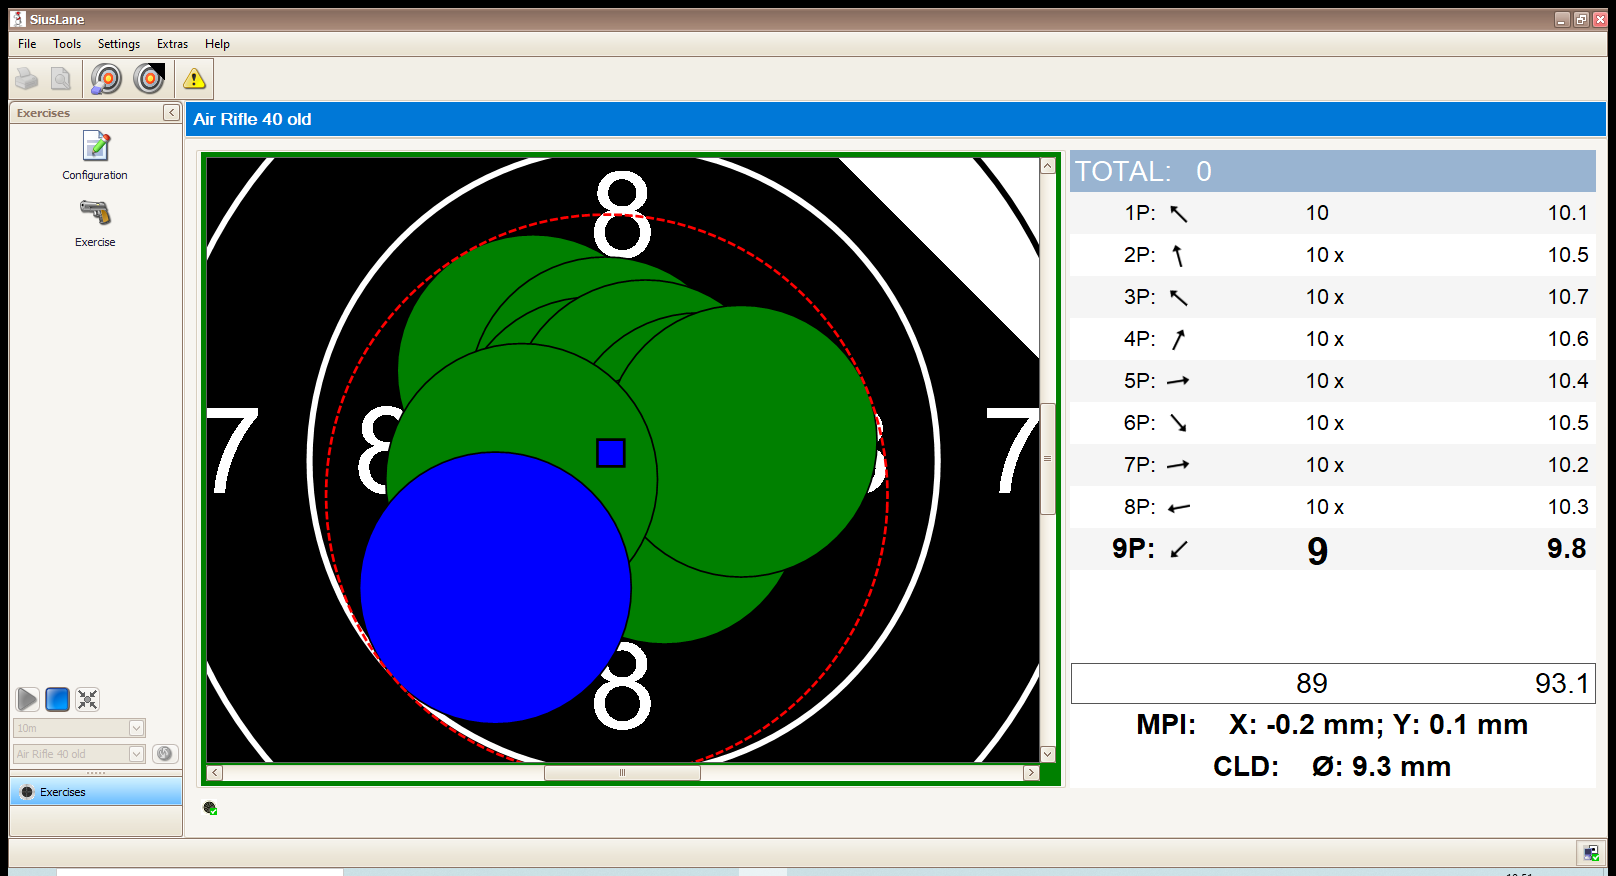 SiusLane
File Tools Settings Extras Help
Exercises
Configuration
Exercise
10m
Air Rifle 40 old
Exercises
Air Rifle 40 old
8
7 8 7
8
TOTAL: 0
1P: 10 10.1
2P: 10 x 10.5
3P: 10 x 10.7
4P: 10 x 10.6
5P: 10 x 10.4
6P: 10 x 10.5
7P: 10 x 10.2
8P: 10 x 10.3
9P: 9 9.8
89 93.1
MPI: X: -0.2 mm; Y: 0.1 mm
CLD: Ø: 9.3 mm